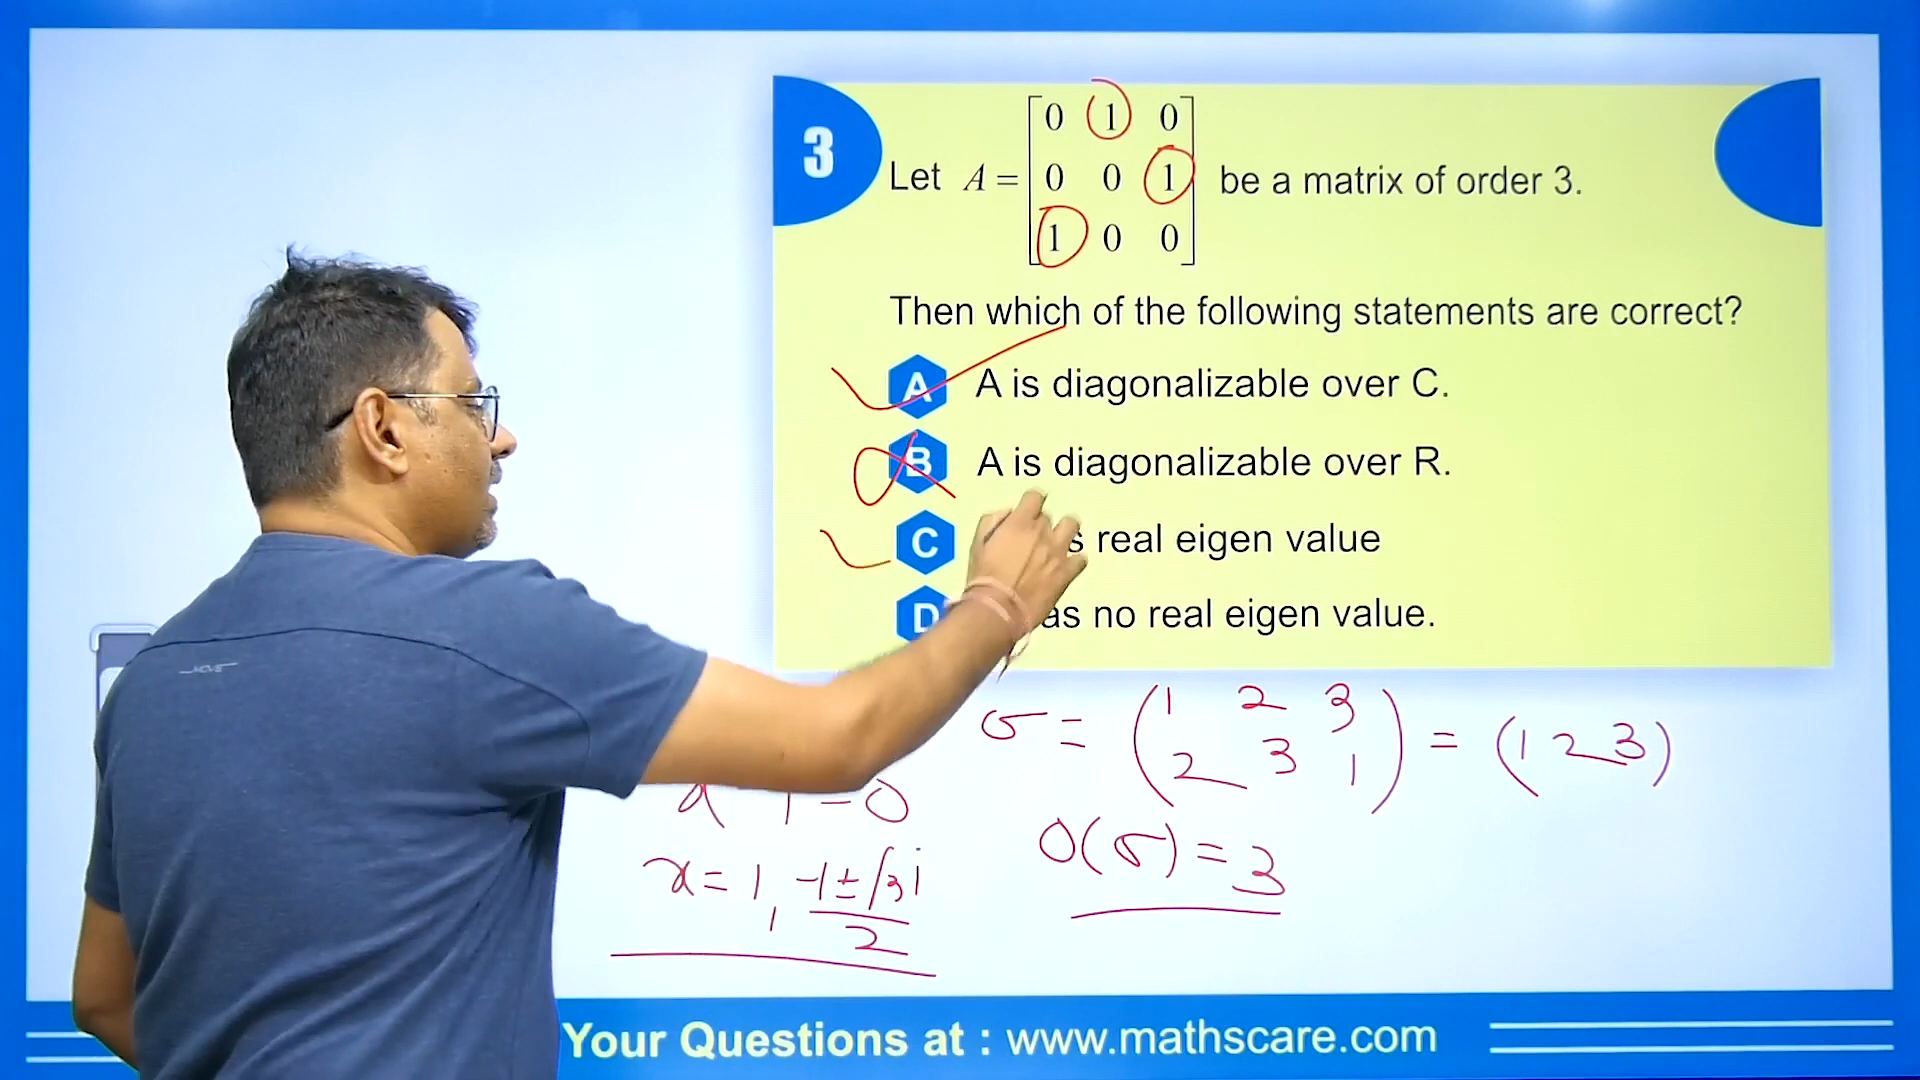 3
Let A = [0 1 0
0 0 1
1 0 0] be a matrix of order 3.
Then which of the following statements are correct?
A A is diagonalizable over C.
B A is diagonalizable over R.
C s real eigen value
D as no real eigen value.
σ = (1 2 3
2 3 1) = (1 2 3)
O(σ) = 3
1 = 0
x = 1, -1±√3i
2
MOVE
Your Questions at : www.mathscare.com